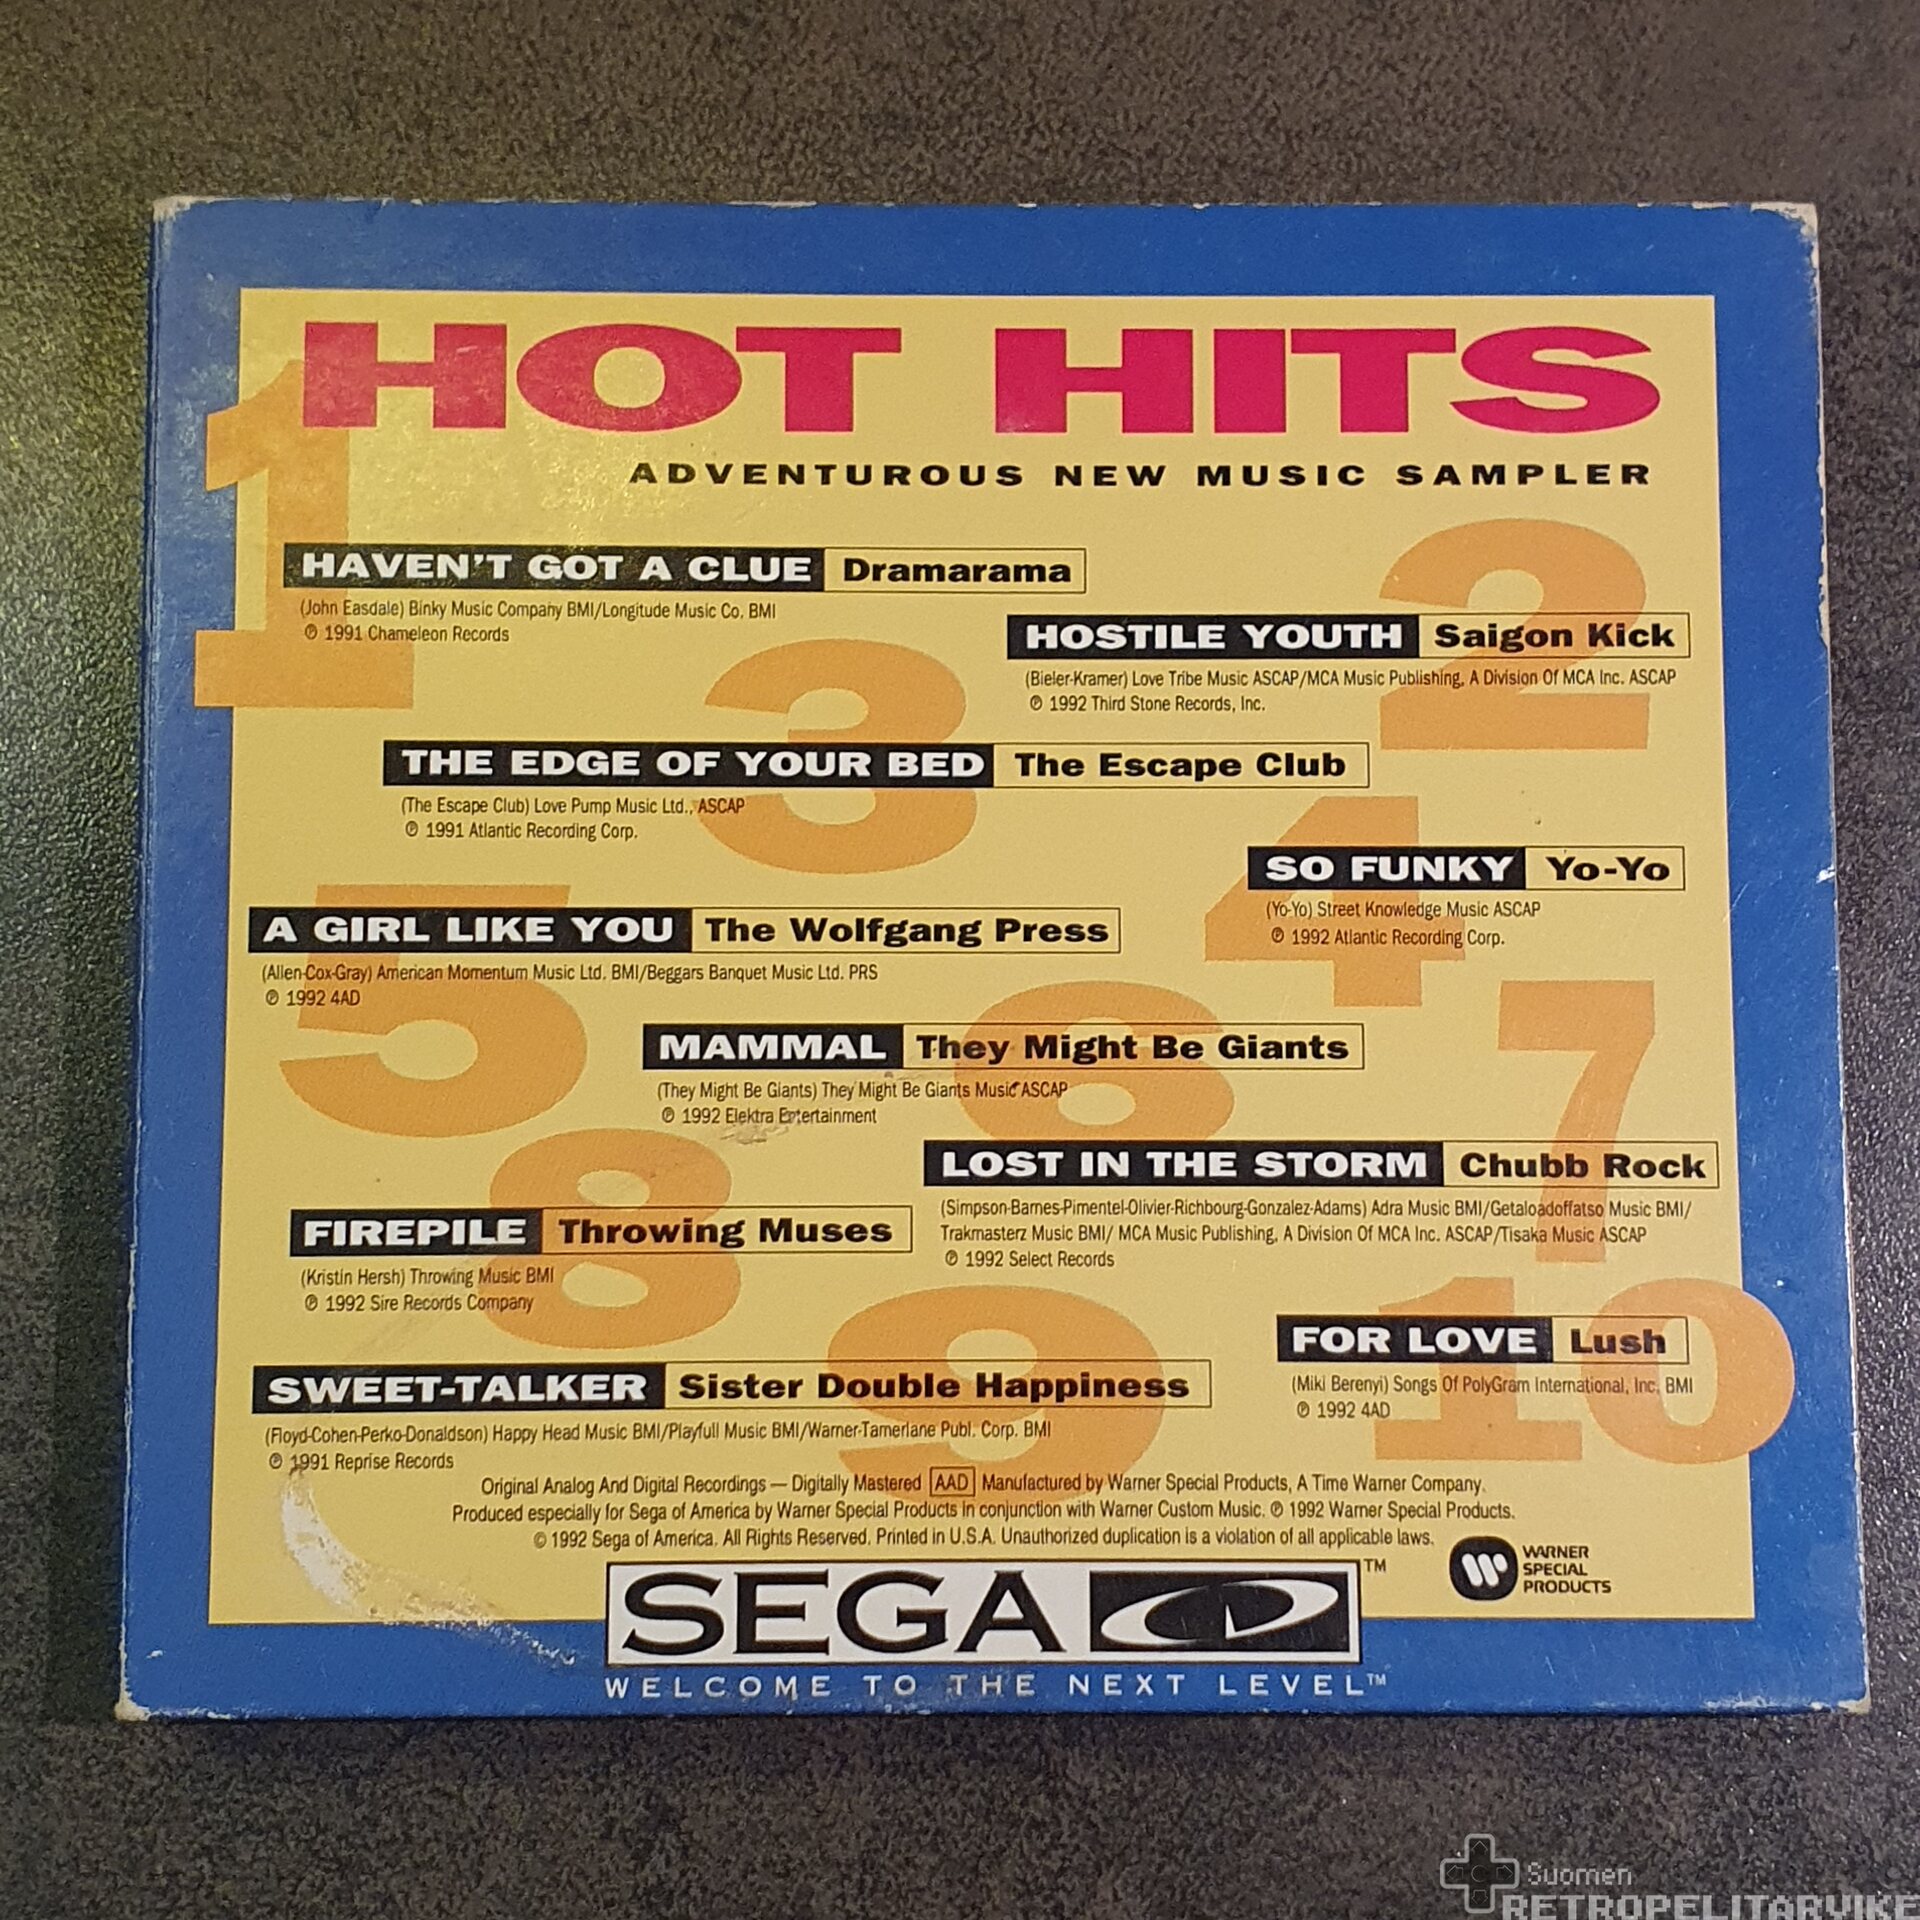 HOT HITS
ADVENTUROUS NEW MUSIC SAMPLER
1
HAVEN'T GOT A CLUE Dramarama
(John Easdale) Binky Music Company BMI/Longitude Music Co. BMI
℗ 1991 Chameleon Records
2
HOSTILE YOUTH Saigon Kick
(Bieler-Kramer) Love Tribe Music ASCAP/MCA Music Publishing, A Division Of MCA Inc. ASCAP
℗ 1992 Third Stone Records, Inc.
3
THE EDGE OF YOUR BED The Escape Club
(The Escape Club) Love Pump Music Ltd., ASCAP
℗ 1991 Atlantic Recording Corp.
4
SO FUNKY Yo-Yo
(Yo-Yo) Street Knowledge Music ASCAP
℗ 1992 Atlantic Recording Corp.
5
A GIRL LIKE YOU The Wolfgang Press
(Allen-Cox-Gray) American Momentum Music Ltd. BMI/Beggars Banquet Music Ltd. PRS
℗ 1992 4AD
6
MAMMAL They Might Be Giants
(They Might Be Giants) They Might Be Giants Music ASCAP
℗ 1992 Elektra Entertainment
7
LOST IN THE STORM Chubb Rock
(Simpson-Barnes-Pimentel-Olivier-Richbourg-Gonzalez-Adams) Adra Music BMI/Getaloadoffatso Music BMI/
Trakmasterz Music BMI/ MCA Music Publishing, A Division Of MCA Inc. ASCAP/Tisaka Music ASCAP
℗ 1992 Select Records
8
FIREPILE Throwing Muses
(Kristin Hersh) Throwing Music BMI
℗ 1992 Sire Records Company
9
SWEET-TALKER Sister Double Happiness
(Floyd-Cohen-Perko-Donaldson) Happy Head Music BMI/Playfull Music BMI/Warner-Tamerlane Publ. Corp. BMI
℗ 1991 Reprise Records
10
FOR LOVE Lush
(Miki Berenyi) Songs Of PolyGram International, Inc. BMI
℗ 1992 4AD
Original Analog And Digital Recordings — Digitally Mastered AAD Manufactured by Warner Special Products, A Time Warner Company.
Produced especially for Sega of America by Warner Special Products in conjunction with Warner Custom Music. ℗ 1992 Warner Special Products.
© 1992 Sega of America. All Rights Reserved. Printed in U.S.A. Unauthorized duplication is a violation of all applicable laws.
WARNER
SPECIAL
PRODUCTS
SEGA CD™
WELCOME TO THE NEXT LEVEL™
Suomen
RETROPELITARVIKE